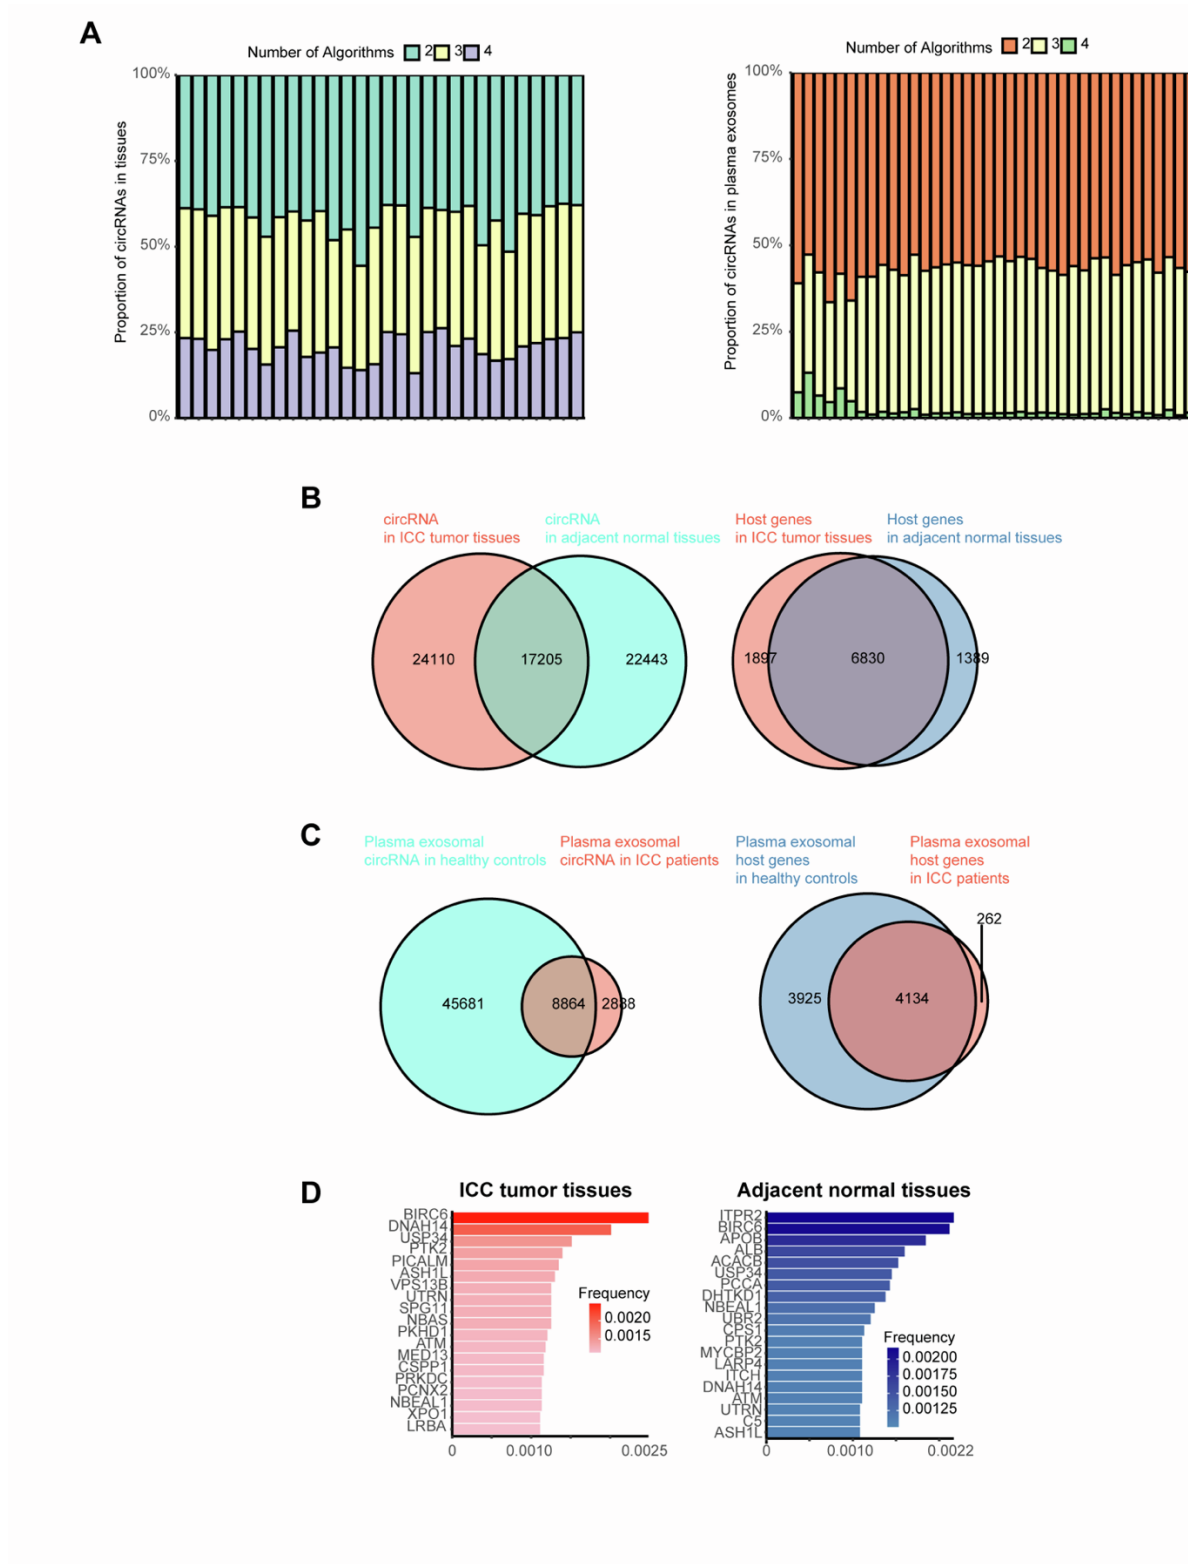 A
Number of Algorithms 2 3 4
100%
75%
50%
25%
0%
Proportion of circRNAs in tissues
Number of Algorithms 2 3 4
100%
75%
50%
25%
0%
Proportion of circRNAs in plasma exosomes
B
circRNA
in ICC tumor tissues
circRNA
in adjacent normal tissues
24110
17205
22443
Host genes
in ICC tumor tissues
Host genes
in adjacent normal tissues
1897
6830
1389
C
Plasma exosomal
circRNA in healthy controls
Plasma exosomal
circRNA in ICC patients
45681
8864
2888
Plasma exosomal
host genes
in healthy controls
Plasma exosomal
host genes
in ICC patients
262
3925
4134
D
ICC tumor tissues
BIRC6
DNAH14
USP34
PTK2
PICALM
ASH1L
VPS13B
UTRN
SPG11
NBAS
PKHD1
ATM
MED13
CSPP1
PRKDC
PCNX2
NBEAL1
XPO1
LRBA
Frequency
0.0020
0.0015
0 0.0010 0.0025
Adjacent normal tissues
ITPR2
BIRC6
APOB
ALB
ACACB
USP34
PCCA
DHTKD1
NBEAL1
UBR2
CPS1
PTK2
MYCBP2
LARP4
ITCH
DNAH14
ATM
UTRN
C5
ASH1L
Frequency
0.00200
0.00175
0.00150
0.00125
0 0.0010 0.0022